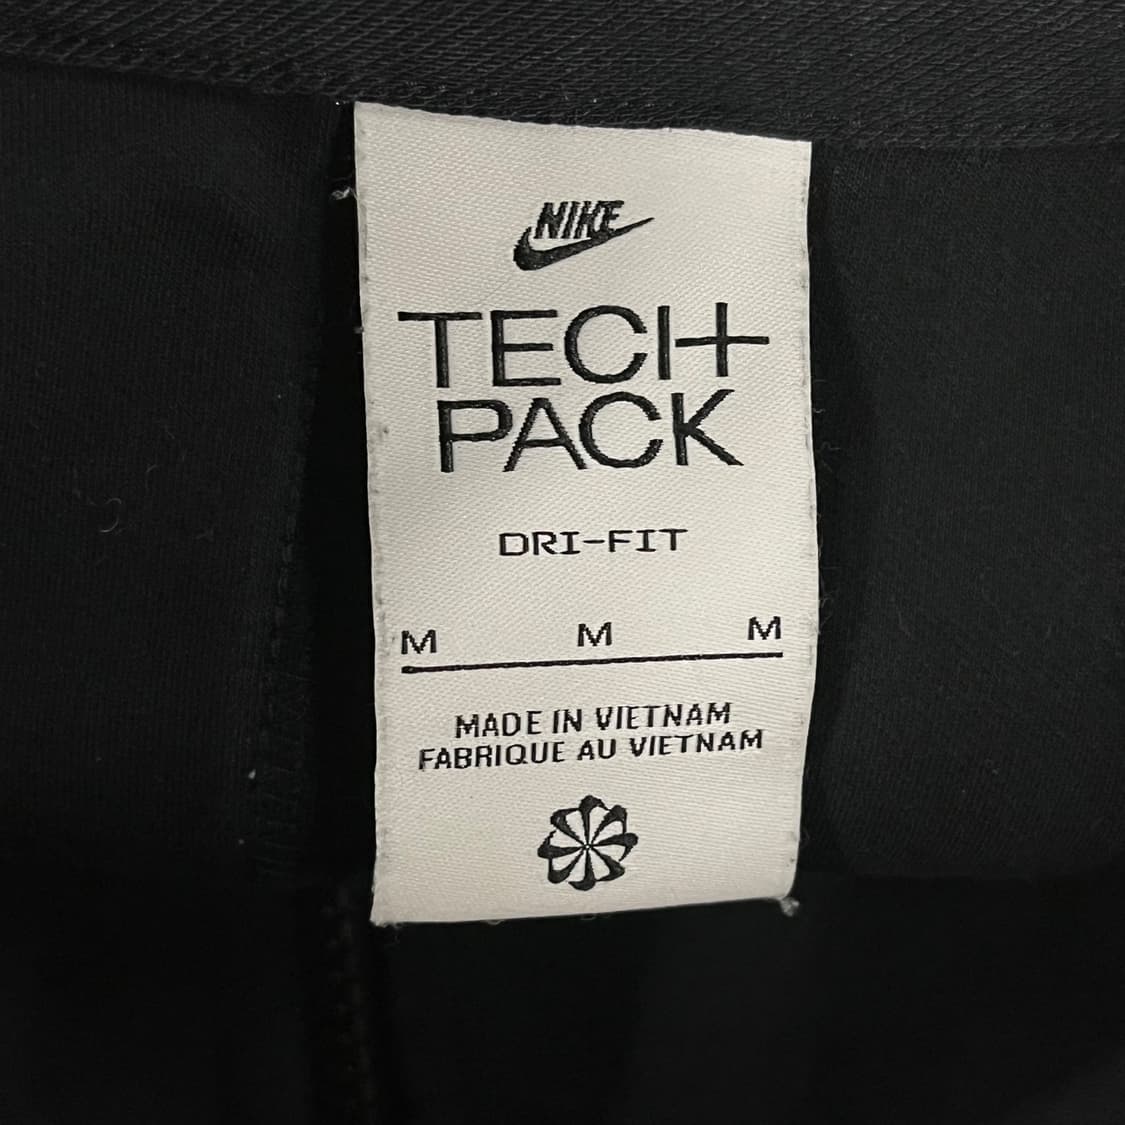 NIKE
TECH
PACK
DRI-FIT
M M M
MADE IN VIETNAM
FABRIQUE AU VIETNAM